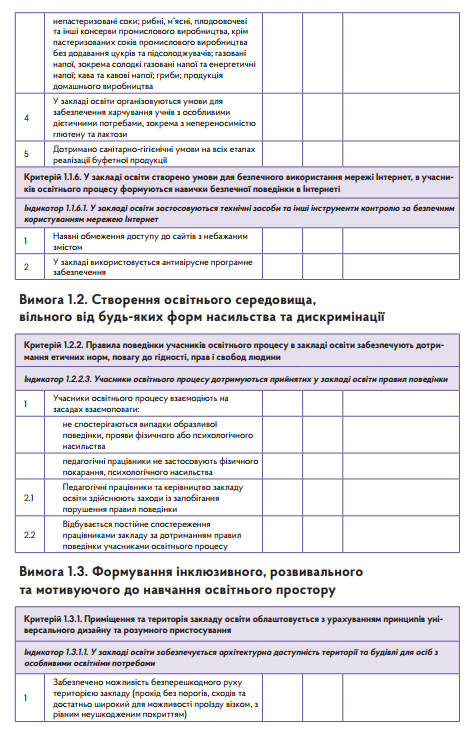 непастеризовані соки; рибні, м'ясні, плодоовочеві
та інші консерви промислового виробництва, крім
пастеризованих соків промислового виробництва
без додавання цукрів та підсолоджувачів; газовані
напої, зокрема солодкі газовані напої та енергетичні
напої; кава та кавові напої; гриби; продукція
домашнього виробництва
4
У закладі освіти організовуються умови для
забезпечення харчування учнів з особливими
дієтичними потребами, зокрема з непереносимістю
глютену та лактози
5
Дотримано санітарно-гігієнічні умови на всіх етапах
реалізації буфетної продукції
Критерій 1.1.6. У закладі освіти створено умови для безпечного використання мережі Інтернет, в учасни-
ків освітнього процесу формуються навички безпечної поведінки в Інтернеті
Індикатор 1.1.6.1. У закладі освіти застосовуються технічні засоби та інші інструменти контролю за безпечним
користуванням мережею Інтернет
1
Наявні обмеження доступу до сайтів з небажаним
змістом
2
У закладі використовується антивірусне програмне
забезпечення
Вимога 1.2. Створення освітнього середовища,
вільного від будь-яких форм насильства та дискримінації
Критерій 1.2.2. Правила поведінки учасників освітнього процесу в закладі освіти забезпечують дотри-
мання етичних норм, повагу до гідності, прав і свобод людини
Індикатор 1.2.2.3. Учасники освітнього процесу дотримуються прийнятих у закладі освіти правил поведінки
1
Учасники освітнього процесу взаємодіють на
засадах взаємоповаги:
не спостерігаються випадки образливої
поведінки, прояви фізичного або психологічного
насильства
педагогічні працівники не застосовують фізичного
покарання, психологічного насильства
2.1
Педагогічні працівники та керівництво закладу
освіти здійснюють заходи із запобігання
порушення правил поведінки
2.2
Відбувається постійне спостереження
працівниками закладу за дотриманням правил
поведінки учасниками освітнього процесу
Вимога 1.3. Формування інклюзивного, розвивального
та мотивуючого до навчання освітнього простору
Критерій 1.3.1. Приміщення та територія закладу освіти облаштовується з урахуванням принципів уні-
версального дизайну та розумного пристосування
Індикатор 1.3.1.1. У закладі освіти забезпечується архітектурна доступність території та будівлі для осіб з
особливими освітніми потребами
1
Забезпечено можливість безперешкодного руху
територією закладу (прохід без порогів, сходів та
достатньо широкий для можливості проїзду візком, з
рівним неушкодженим покриттям)